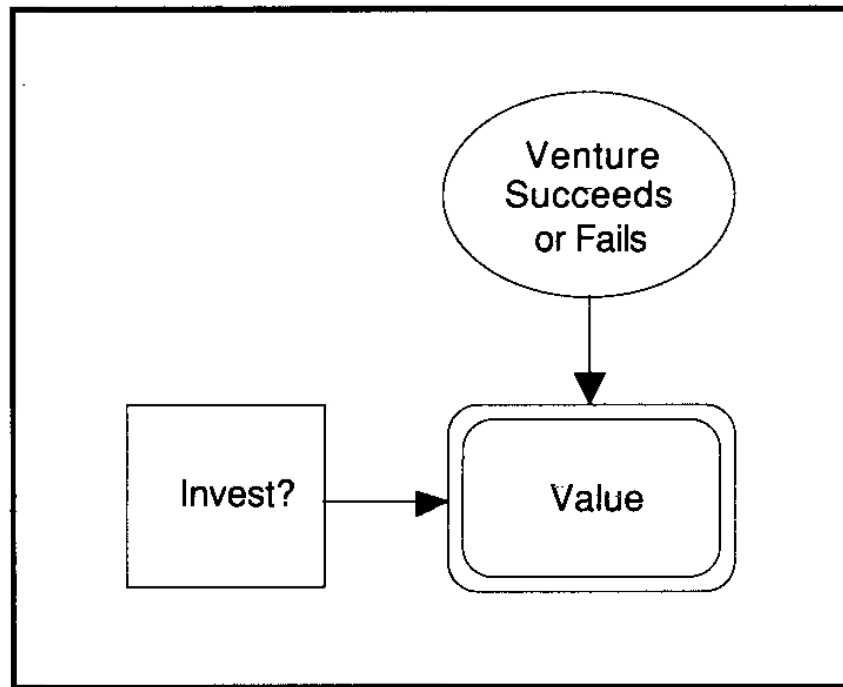 Venture
Succeeds
or Fails
Invest?
Value